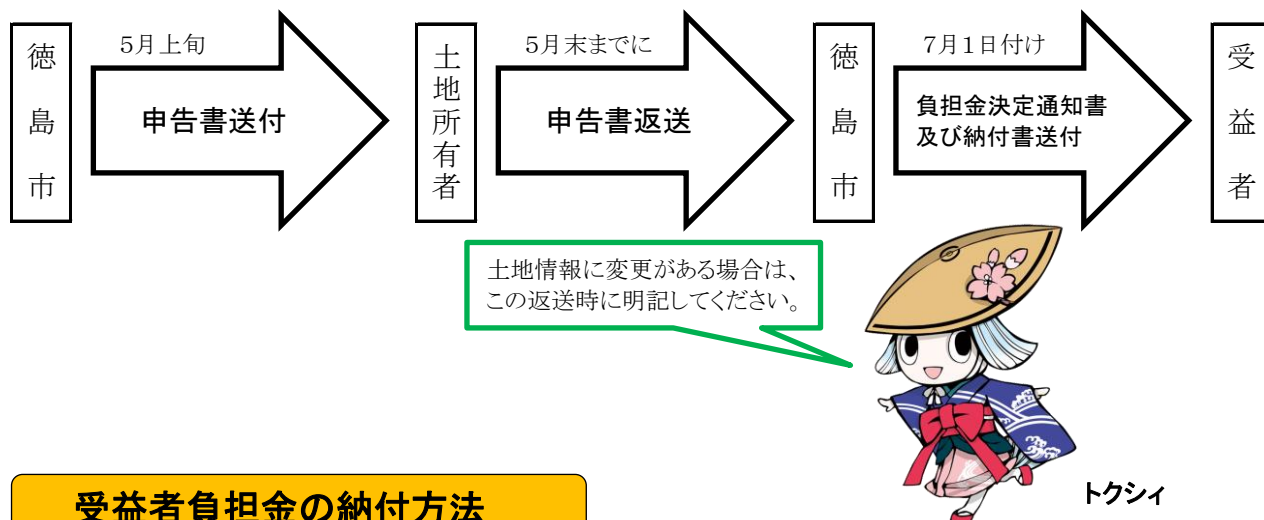 徳島市
5月上旬
申告書送付
土地所有者
5月末までに
申告書返送
徳島市
7月1日付け
負担金決定通知書
及び納付書送付
受益者
土地情報に変更がある場合は、
この返送時に明記してください。
トクシィ
受益者負担金の納付方法